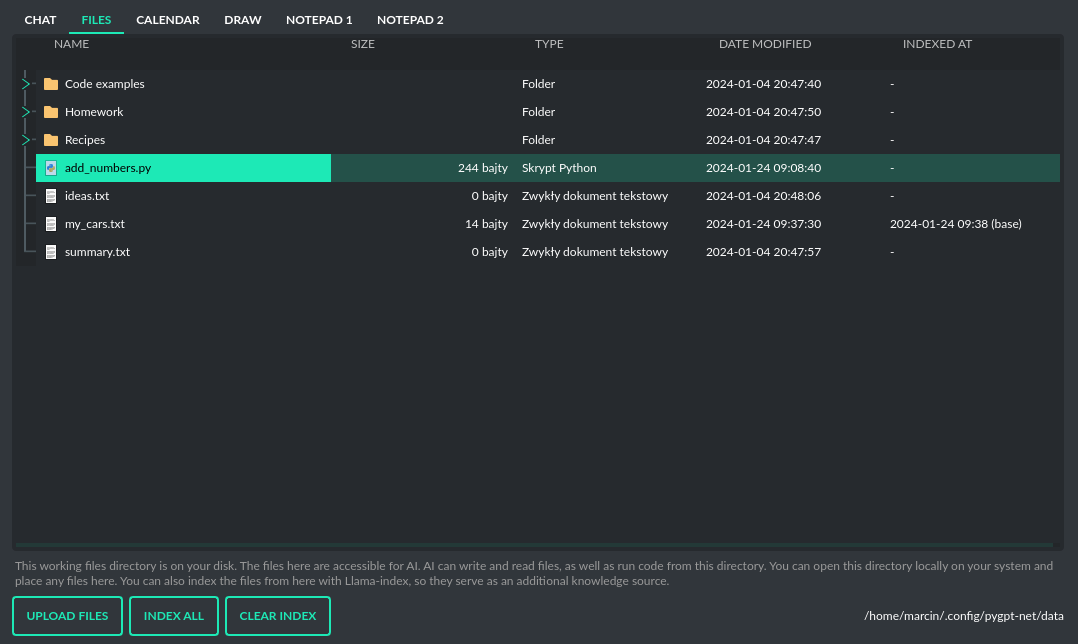 CHAT FILES CALENDAR DRAW NOTEPAD 1 NOTEPAD 2
NAME SIZE TYPE DATE MODIFIED INDEXED AT
Code examples Folder 2024-01-04 20:47:40 -
Homework Folder 2024-01-04 20:47:50 -
Recipes Folder 2024-01-04 20:47:47 -
add_numbers.py 244 bajty Skrypt Python 2024-01-24 09:08:40 -
ideas.txt 0 bajty Zwykły dokument tekstowy 2024-01-04 20:48:06 -
my_cars.txt 14 bajty Zwykły dokument tekstowy 2024-01-24 09:37:30 2024-01-24 09:38 (base)
summary.txt 0 bajty Zwykły dokument tekstowy 2024-01-04 20:47:57 -
This working files directory is on your disk. The files here are accessible for AI. AI can write and read files, as well as run code from this directory. You can open this directory locally on your system and
place any files here. You can also index the files from here with Llama-index, so they serve as an additional knowledge source.
UPLOAD FILES INDEX ALL CLEAR INDEX /home/marcin/.config/pygpt-net/data